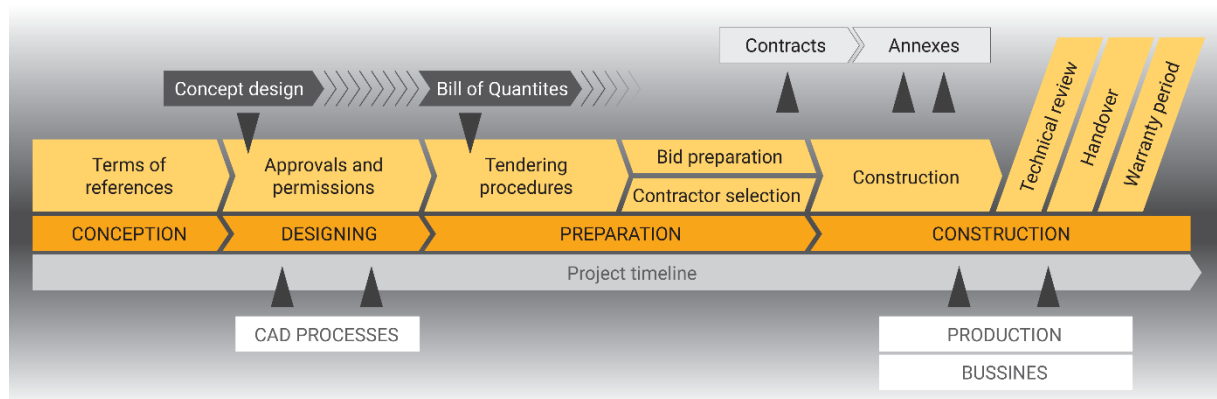 Contracts
Annexes
Concept design
Bill of Quantites
Terms of
references
Approvals and
permissions
Tendering
procedures
Bid preparation
Contractor selection
Construction
Technical review
Handover
Warranty period
CONCEPTION
DESIGNING
PREPARATION
CONSTRUCTION
Project timeline
CAD PROCESSES
PRODUCTION
BUSSINES